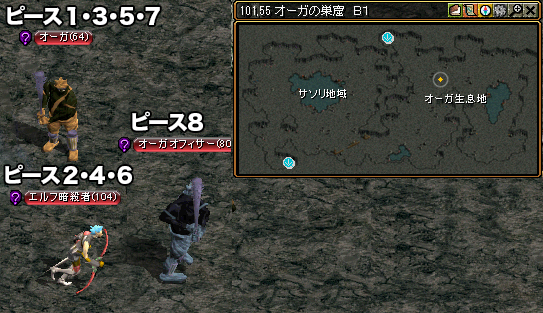 ピース1・3・5・7
オーガ(64)
ピース8
オーガオフィサー(80
ピース2・4・6
エルフ暗殺者(104)
101,55 オーガの巣窟 B1
サソリ地域
オーガ生息地